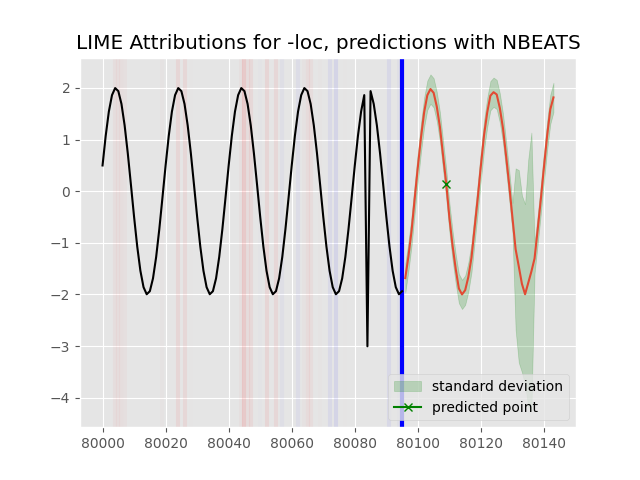 LIME Attributions for -loc, predictions with NBEATS
2
1
0
−1
−2
−3
−4
standard deviation
predicted point
80000 80020 80040 80060 80080 80100 80120 80140